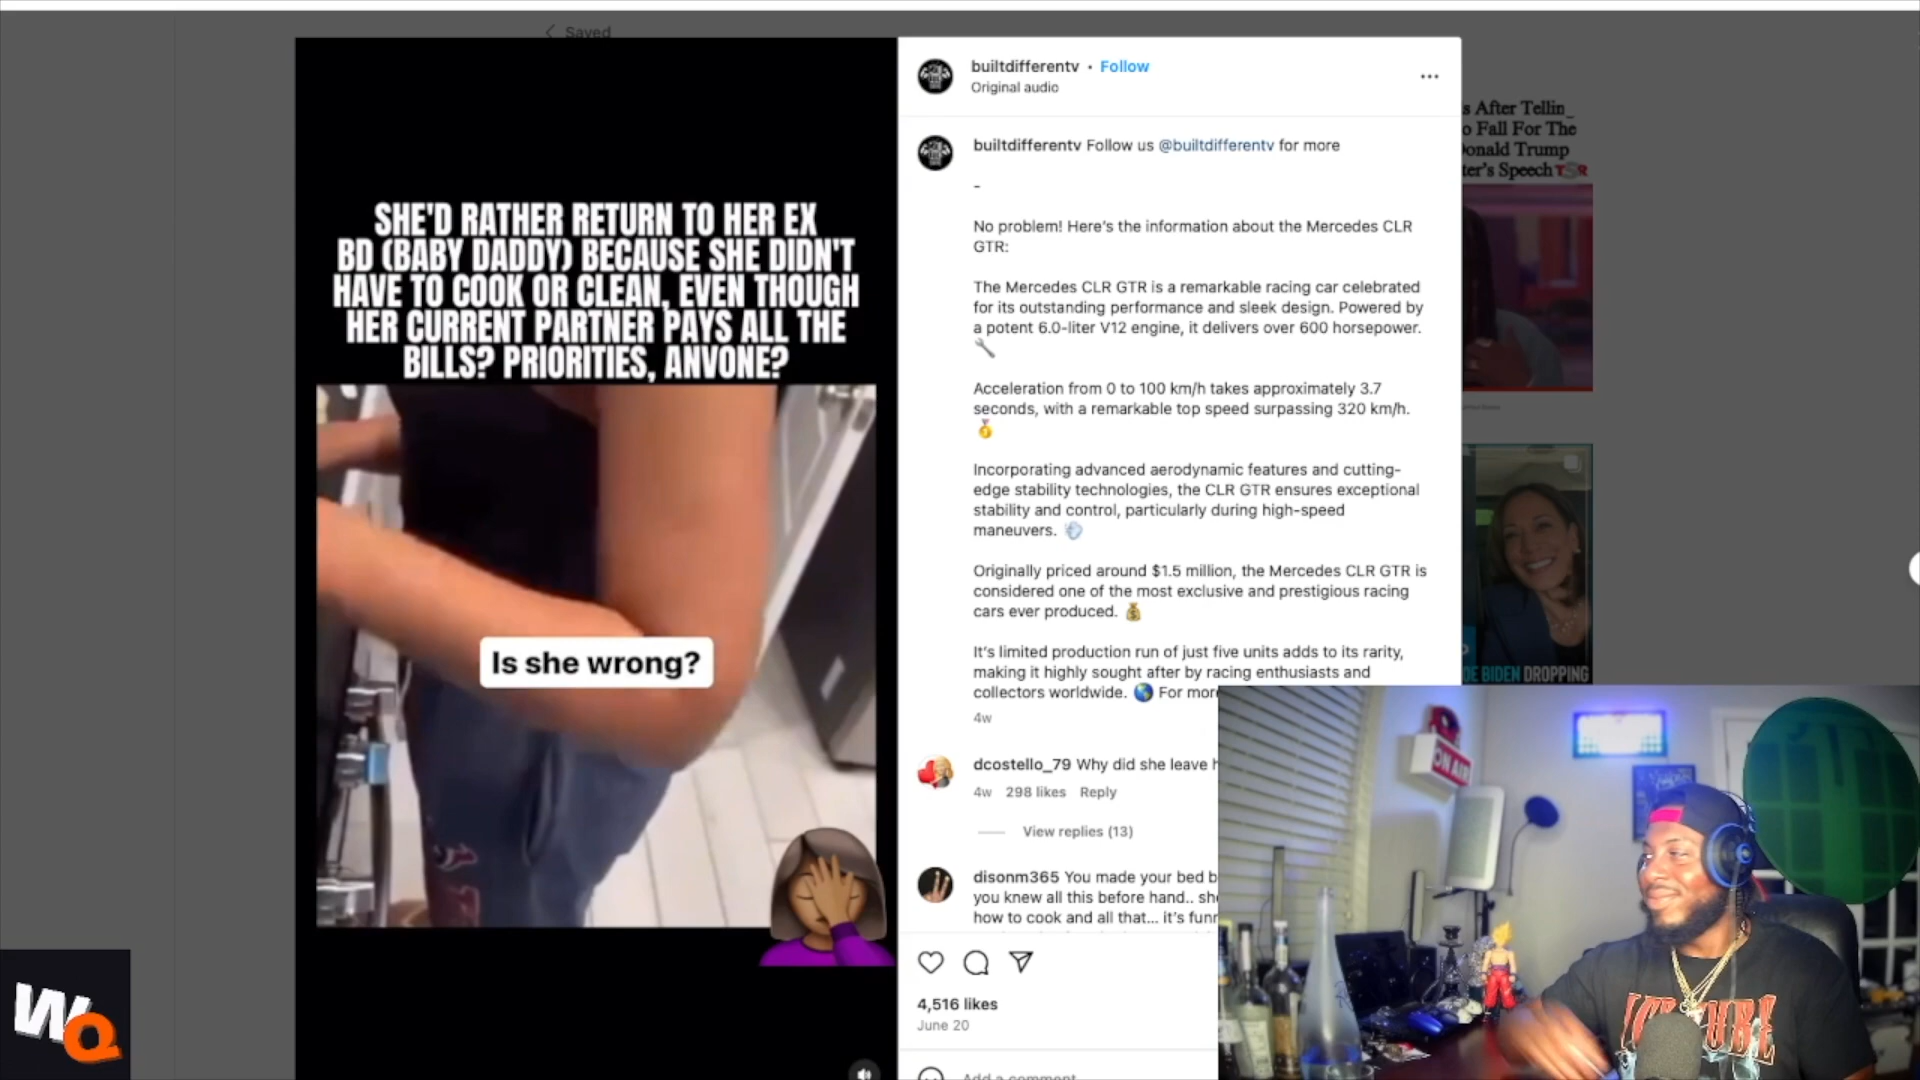 Saved
SHE'D RATHER RETURN TO HER EX
BD (BABY DADDY) BECAUSE SHE DIDN'T
HAVE TO COOK OR CLEAN, EVEN THOUGH
HER CURRENT PARTNER PAYS ALL THE
BILLS? PRIORITIES, ANVONE?
Is she wrong?
builtdifferentv • Follow
Original audio
builtdifferentv Follow us @builtdifferentv for more
-
No problem! Here's the information about the Mercedes CLR
GTR:
The Mercedes CLR GTR is a remarkable racing car celebrated
for its outstanding performance and sleek design. Powered by
a potent 6.0-liter V12 engine, it delivers over 600 horsepower.
Acceleration from 0 to 100 km/h takes approximately 3.7
seconds, with a remarkable top speed surpassing 320 km/h.
Incorporating advanced aerodynamic features and cutting-
edge stability technologies, the CLR GTR ensures exceptional
stability and control, particularly during high-speed
maneuvers.
Originally priced around $1.5 million, the Mercedes CLR GTR is
considered one of the most exclusive and prestigious racing
cars ever produced.
It's limited production run of just five units adds to its rarity,
making it highly sought after by racing enthusiasts and
collectors worldwide. For more
4w
dcostello_79 Why did she leave h
4w 298 likes Reply
View replies (13)
disonm365 You made your bed b
you knew all this before hand.. she
how to cook and all that... it's funn
4,516 likes
June 20
Add a comment
s After Tellin_
o Fall For The
Donald Trump
ter's Speech TSR
OE BIDEN DROPPING
ON AIR
WQ